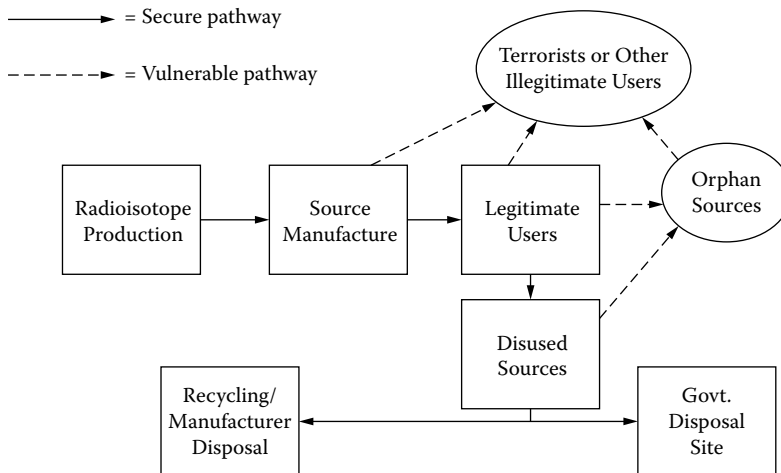 = Secure pathway
= Vulnerable pathway
Terrorists or Other
Illegitimate Users
Radioisotope
Production
Source
Manufacture
Legitimate
Users
Orphan
Sources
Disused
Sources
Recycling/
Manufacturer
Disposal
Govt.
Disposal
Site